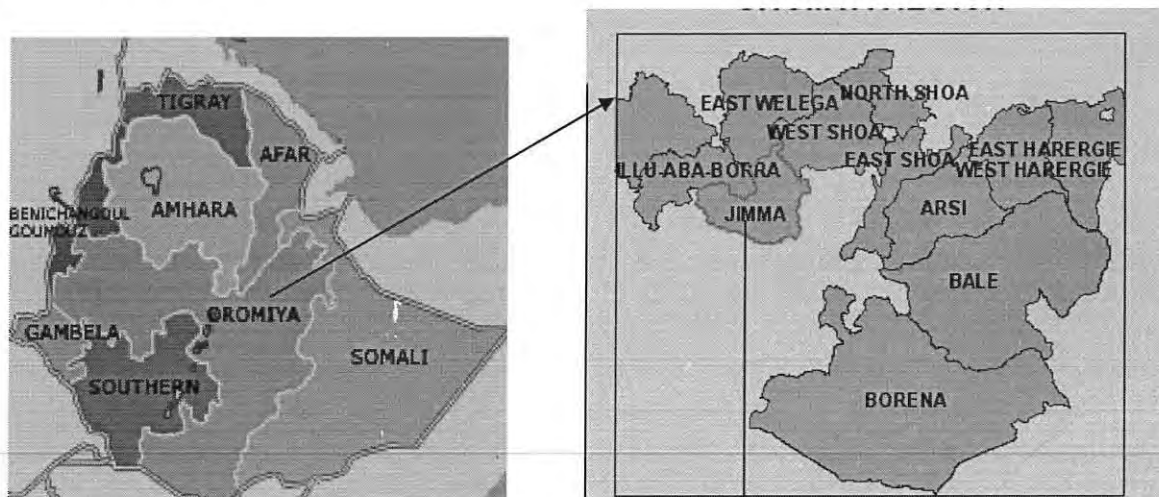 TIGRAY
AFAR
AMHARA
BENICHANGOUL
GOUNOUZ
OROMIYA
GAMBELA
SOMALI
SOUTHERN
EAST WELEGA
NORTH SHOA
WEST SHOA
EAST SHOA
EAST HARERGIE
WEST HARERGIE
ILLU-ABA-BORRA
JIMMA
ARSI
BALE
BORENA